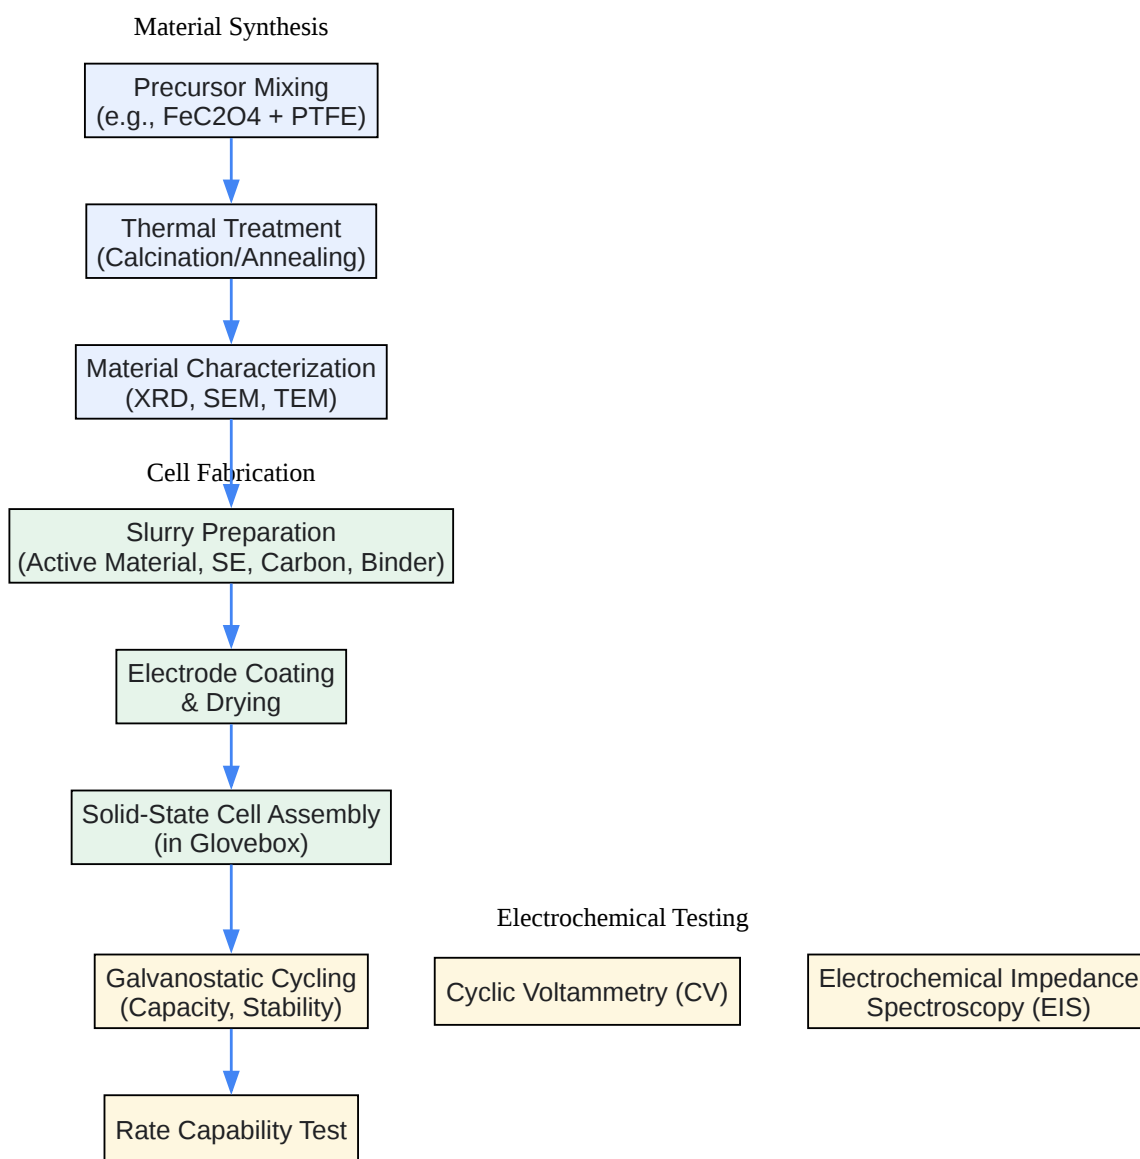 Material Synthesis
Precursor Mixing
(e.g., FeC2O4 + PTFE)
Thermal Treatment
(Calcination/Annealing)
Material Characterization
(XRD, SEM, TEM)
Cell Fabrication
Slurry Preparation
(Active Material, SE, Carbon, Binder)
Electrode Coating
& Drying
Solid-State Cell Assembly
(in Glovebox)
Electrochemical Testing
Galvanostatic Cycling
(Capacity, Stability)
Cyclic Voltammetry (CV)
Electrochemical Impedance
Spectroscopy (EIS)
Rate Capability Test